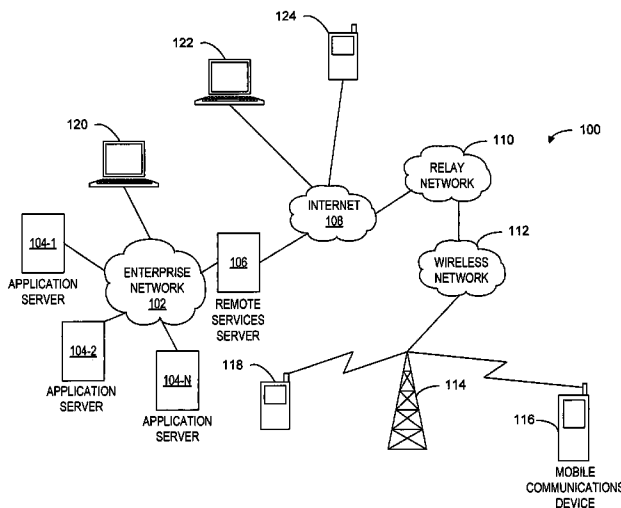 124
122
120
110
100
RELAY
NETWORK
INTERNET
108
112
104-1
APPLICATION
SERVER
ENTERPRISE
NETWORK
102
106
REMOTE
SERVICES
SERVER
WIRELESS
NETWORK
104-2
APPLICATION
SERVER
104-N
APPLICATION
SERVER
118
114
116
MOBILE
COMMUNICATIONS
DEVICE